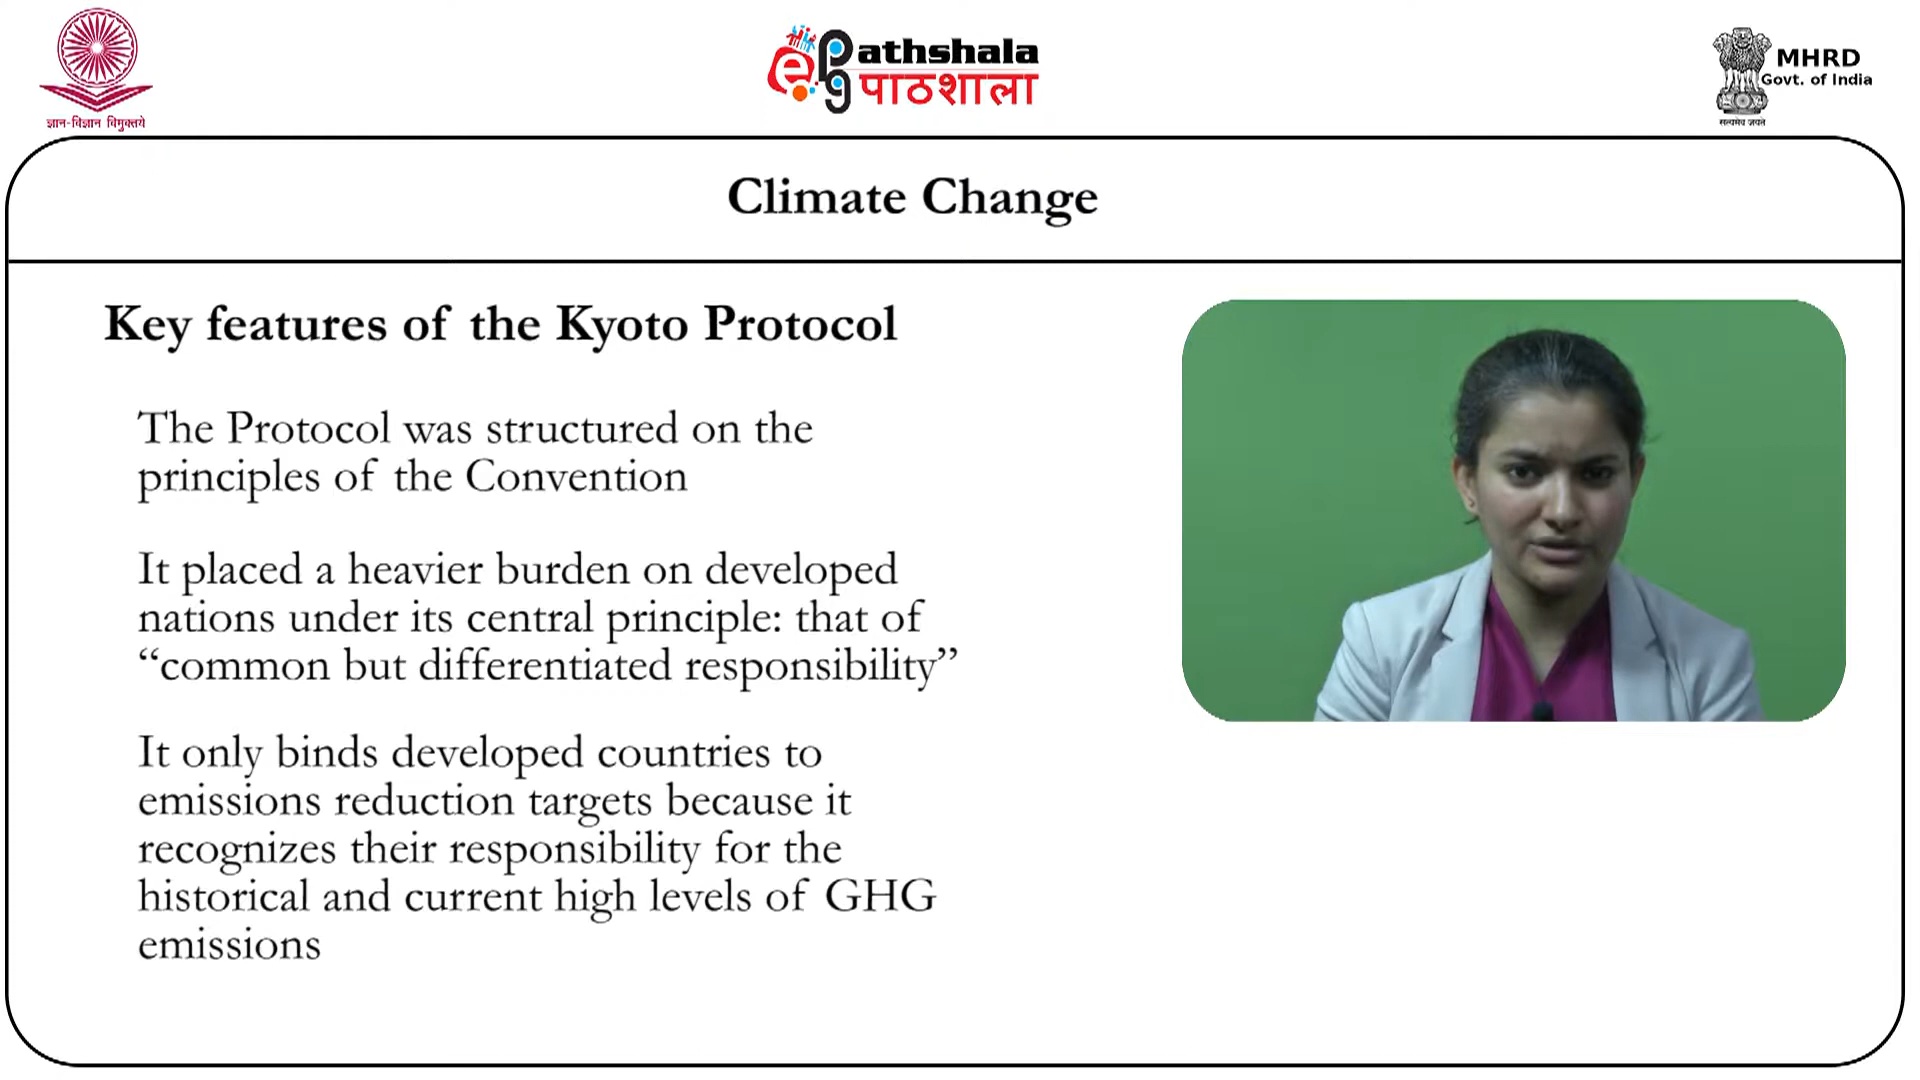 ज्ञान-विज्ञान विमुक्तये
epg Pathshala
पाठशाला
MHRD
Govt. of India
सत्यमेव जयते
Climate Change
Key features of the Kyoto Protocol
The Protocol was structured on the
principles of the Convention
It placed a heavier burden on developed
nations under its central principle: that of
“common but differentiated responsibility”
It only binds developed countries to
emissions reduction targets because it
recognizes their responsibility for the
historical and current high levels of GHG
emissions